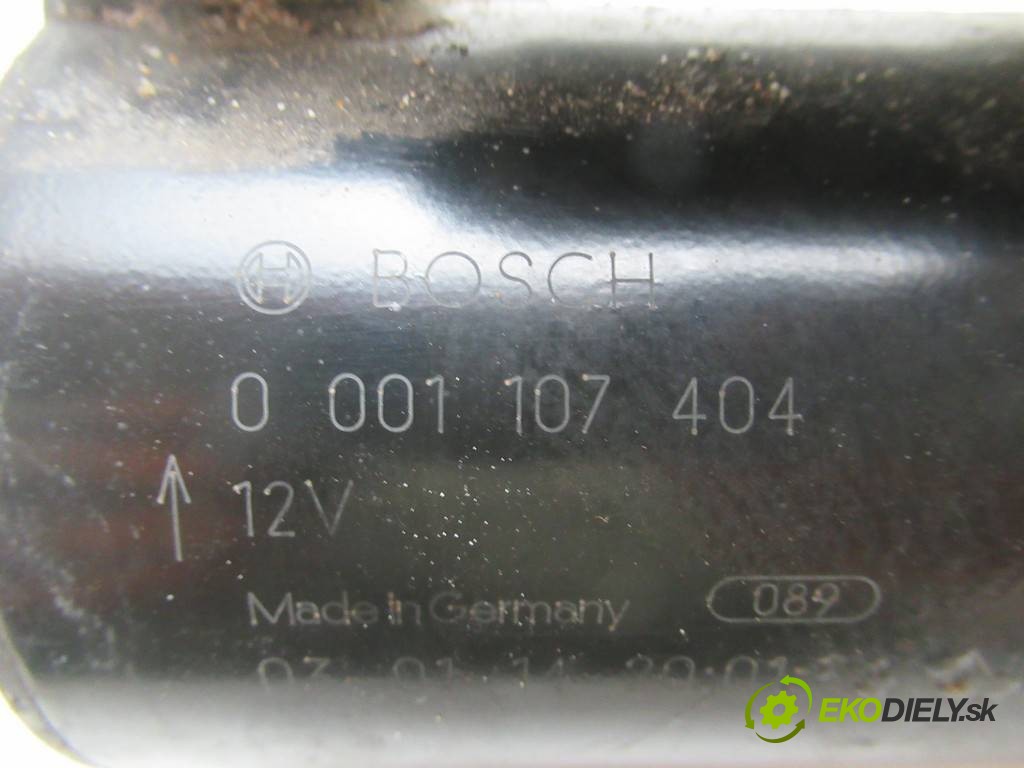 BOSCH
0 001 107 404
12V
Made in Germany 089
EKODIELY.sk